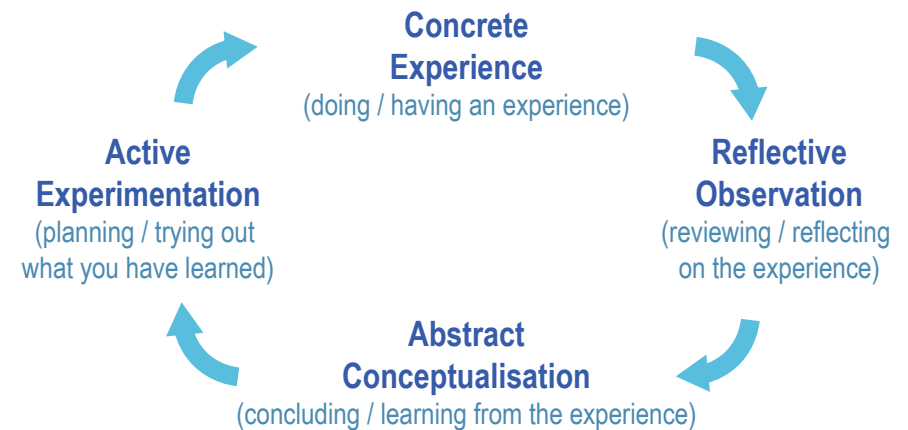 Concrete
Experience
(doing / having an experience)
Reflective
Observation
(reviewing / reflecting
on the experience)
Abstract
Conceptualisation
(concluding / learning from the experience)
Active
Experimentation
(planning / trying out
what you have learned)